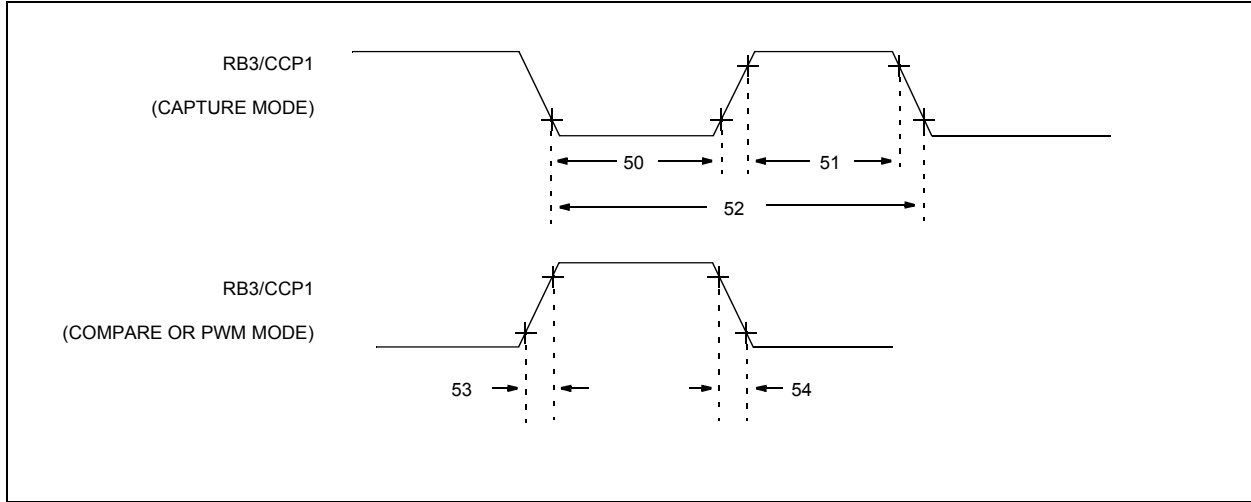 RB3/CCP1
(CAPTURE MODE)
50
51
52
RB3/CCP1
(COMPARE OR PWM MODE)
53
54